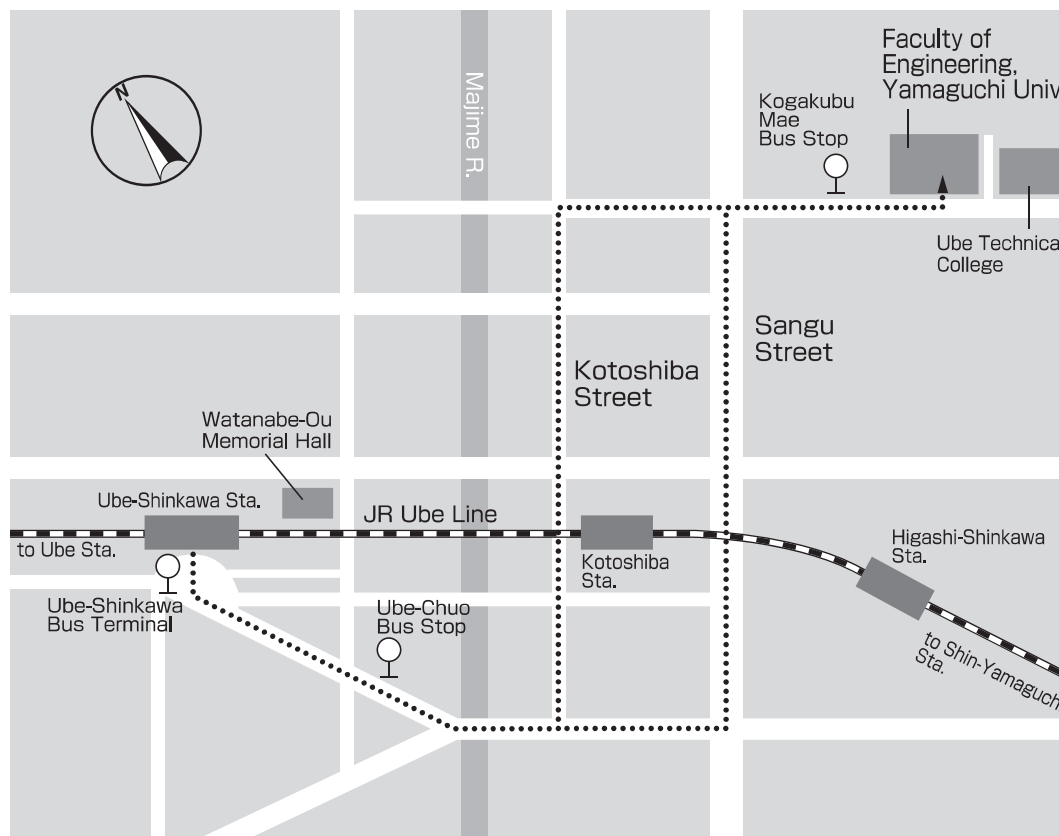 N
Majime R.
Faculty of
Engineering,
Yamaguchi Univ
Kogakubu
Mae
Bus Stop
Ube Technica
College
Sangu
Street
Kotoshiba
Street
Watanabe-Ou
Memorial Hall
Ube-Shinkawa Sta.
JR Ube Line
to Ube Sta.
Kotoshiba
Sta.
Higashi-Shinkawa
Sta.
Ube-Shinkawa
Bus Terminal
Ube-Chuo
Bus Stop
to Shin-Yamaguch
Sta.